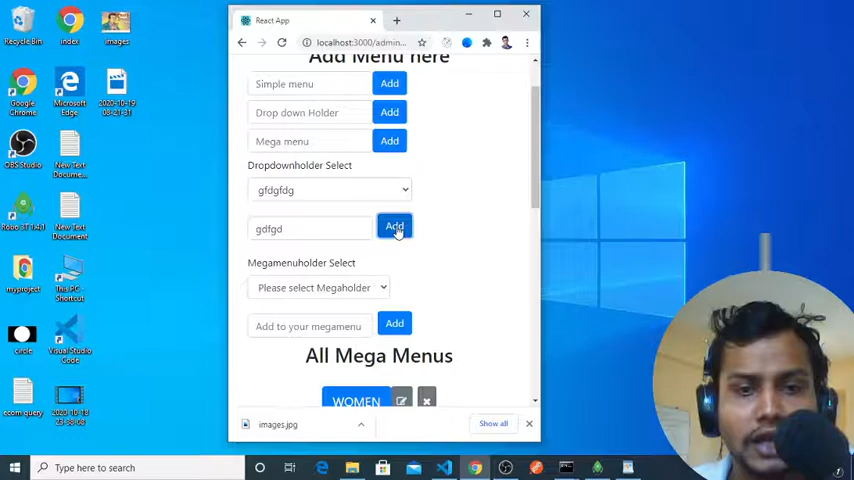 Recycle Bin
index
images
Google Chrome
Microsoft Edge
2020-10-19 08-21-31
OBS Studio
New Text Document
Robo 3T 1.4.1
New Text Document
myproject
This PC - Shortcut
circle
Visual Studio Code
ecom query
2020-10-18 23-38-08
React App
localhost:3000/admin...
Add Menu here
Simple menu
Add
Drop down Holder
Add
Mega menu
Add
Dropdownholder Select
gfdgfdg
gdfgd
Add
Megamenuholder Select
Please select Megaholder
Add to your megamenu
Add
All Mega Menus
WOMEN
images.jpg
Show all
Type here to search